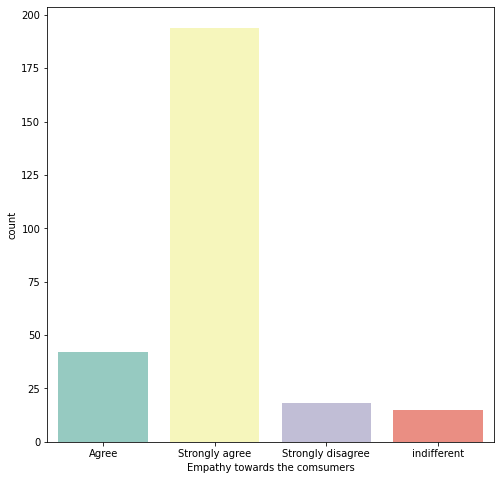 200
175
150
125
100
75
50
25
0
count
Agree
Strongly agree
Strongly disagree
indifferent
Empathy towards the comsumers